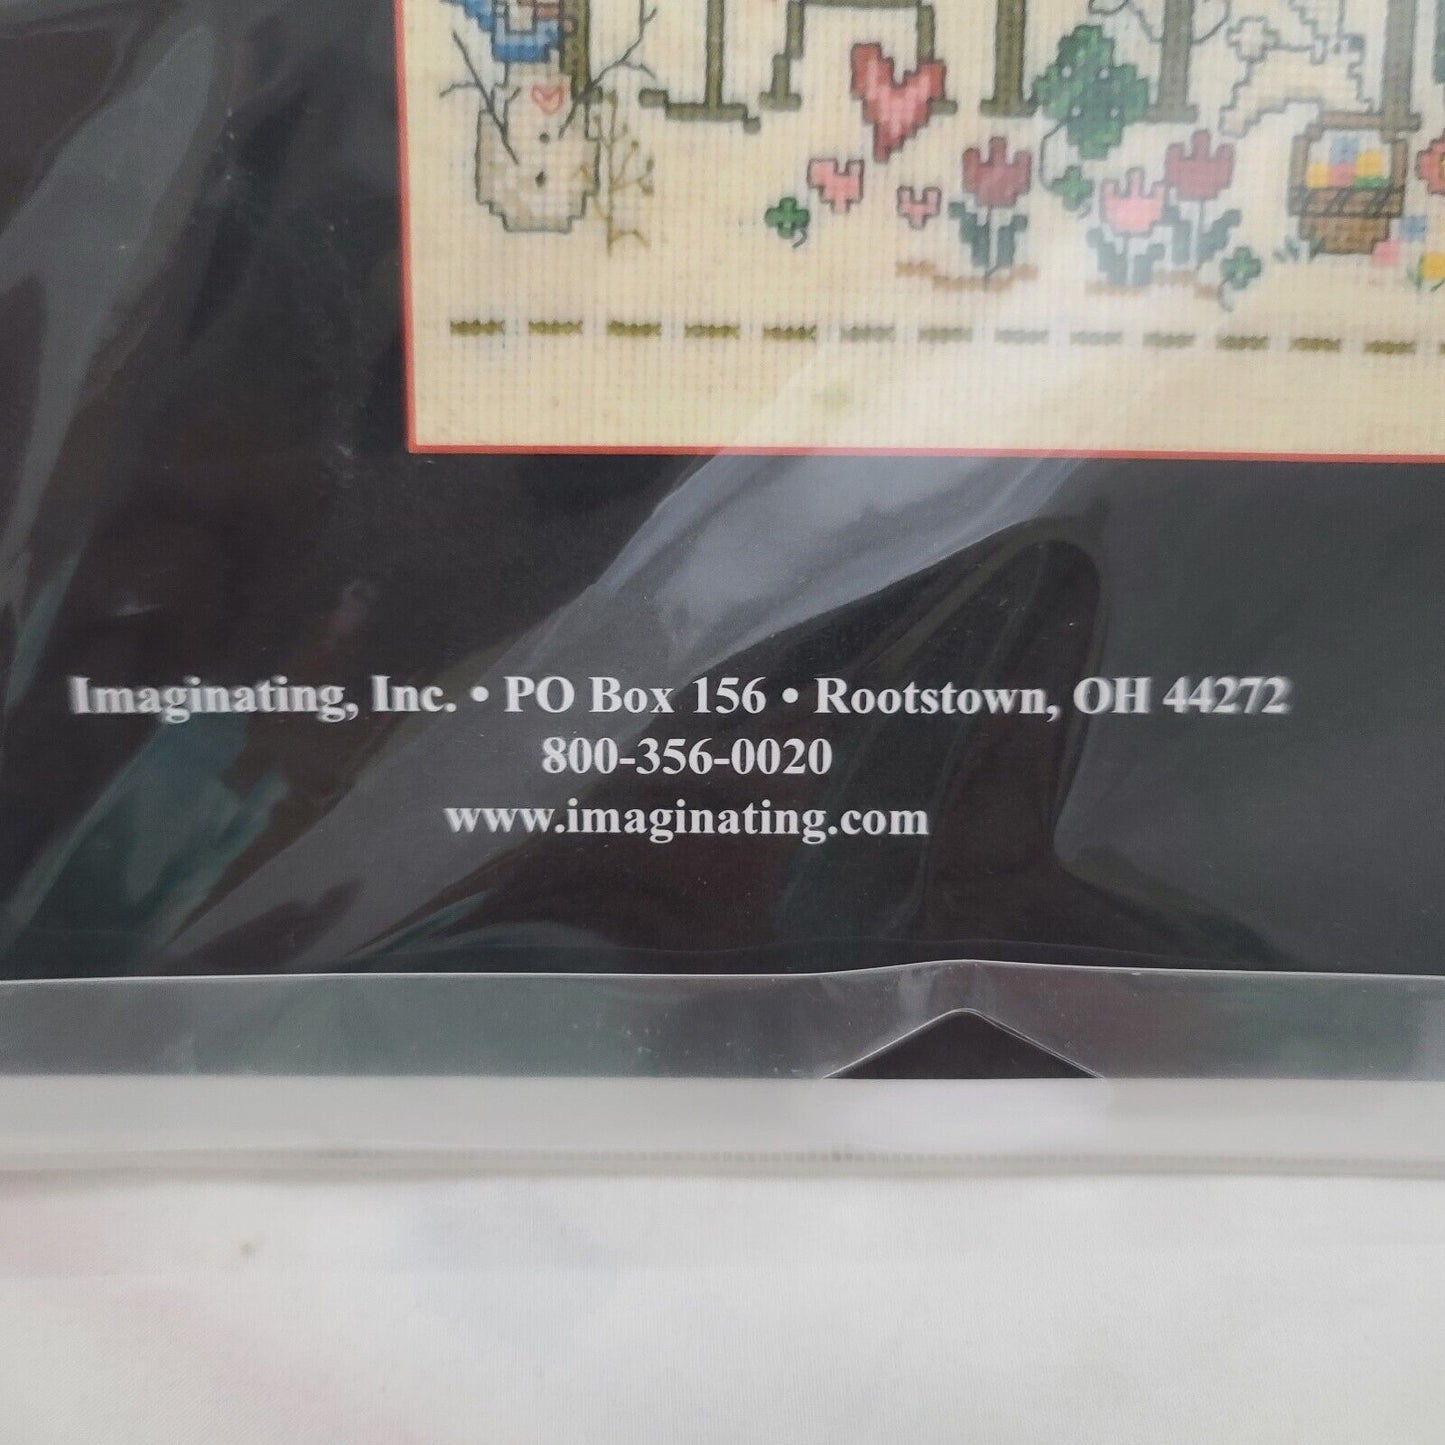 Imaginating, Inc. • PO Box 156 • Rootstown, OH 44272
800-356-0020
www.imaginating.com